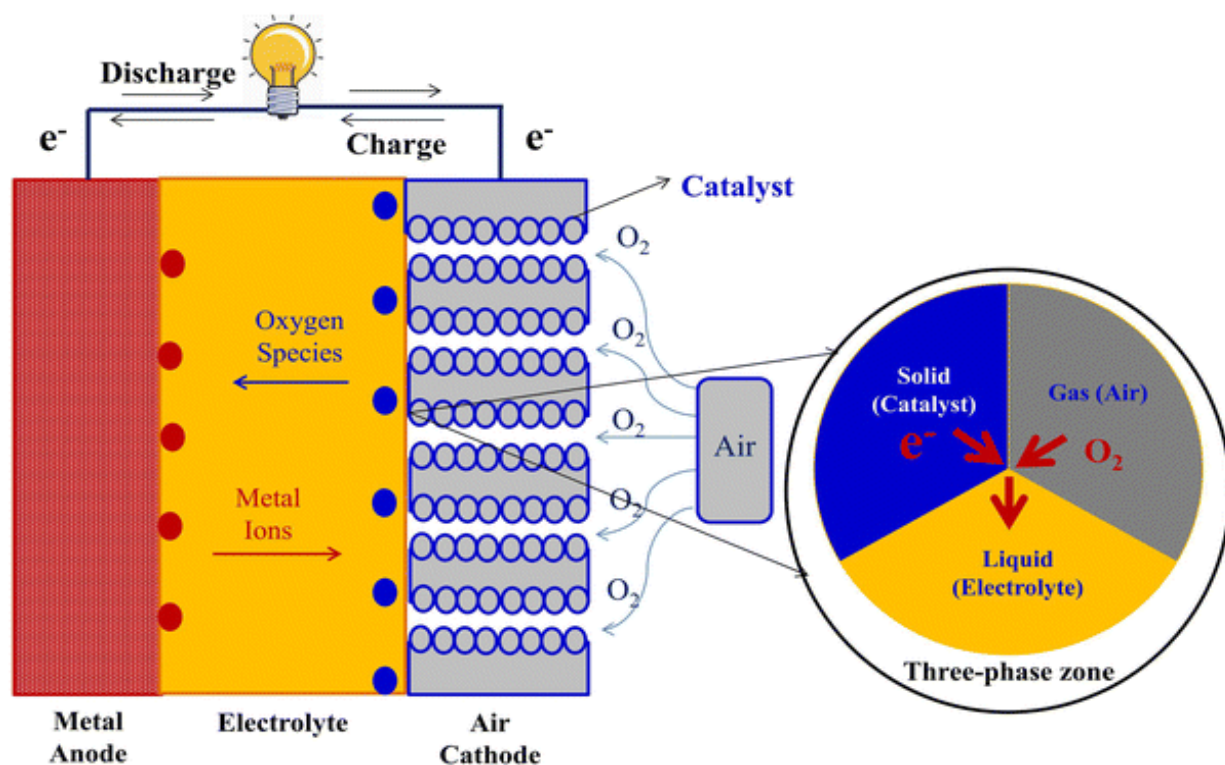 Discharge
e-
Charge
e-
Catalyst
O2
O2
O2
O2
O2
Oxygen
Species
Metal
Ions
Air
Solid
(Catalyst)
Gas (Air)
e-
O2
Liquid
(Electrolyte)
Three-phase zone
Metal
Anode
Electrolyte
Air
Cathode